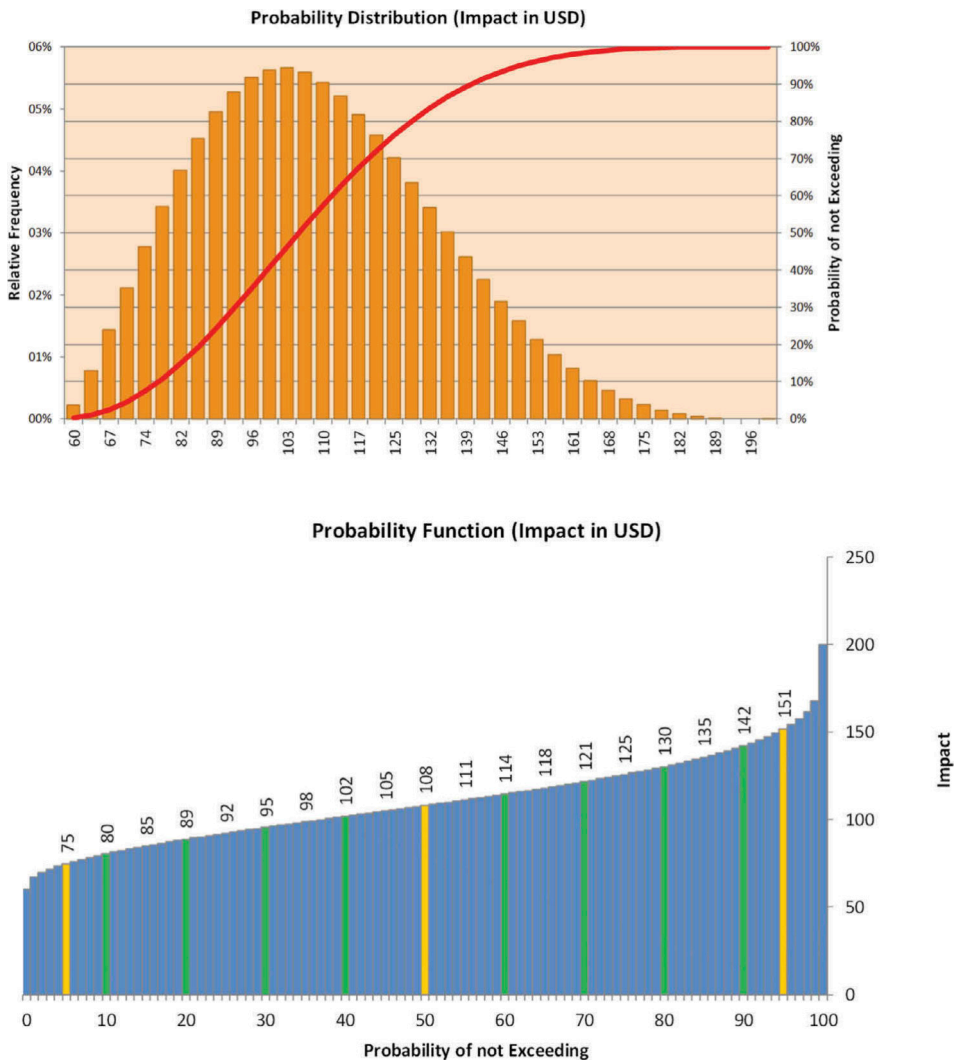 Probability Distribution (Impact in USD)
Relative Frequency
06%
05%
04%
03%
02%
01%
00%
100%
90%
80%
70%
60%
50%
40%
30%
20%
10%
0%
Probability of not Exceeding
60 67 74 82 89 96 103 110 117 125 132 139 146 153 161 168 175 182 189 196
Probability Function (Impact in USD)
75 80 85 89 92 95 98 102 105 108 111 114 118 121 125 130 135 142 151
250
200
150
100
50
0
Impact
0 10 20 30 40 50 60 70 80 90 100
Probability of not Exceeding